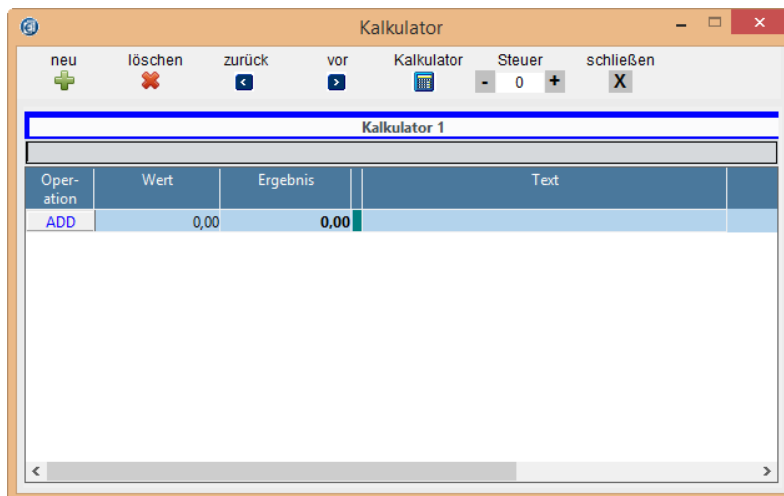 Kalkulator
neu löschen zurück vor Kalkulator Steuer schließen
- 0 + X
Kalkulator 1
Oper-
ation Wert Ergebnis Text
ADD 0,00 0,00